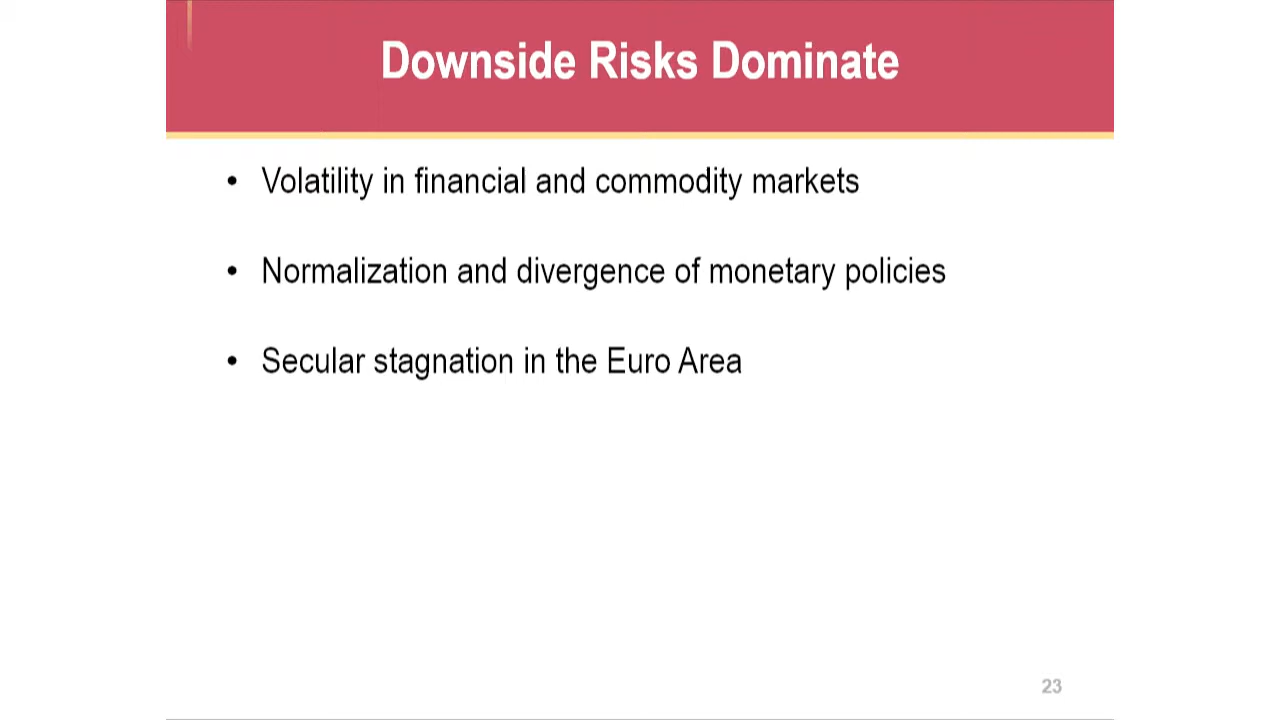 Downside Risks Dominate
• Volatility in financial and commodity markets
• Normalization and divergence of monetary policies
• Secular stagnation in the Euro Area
23